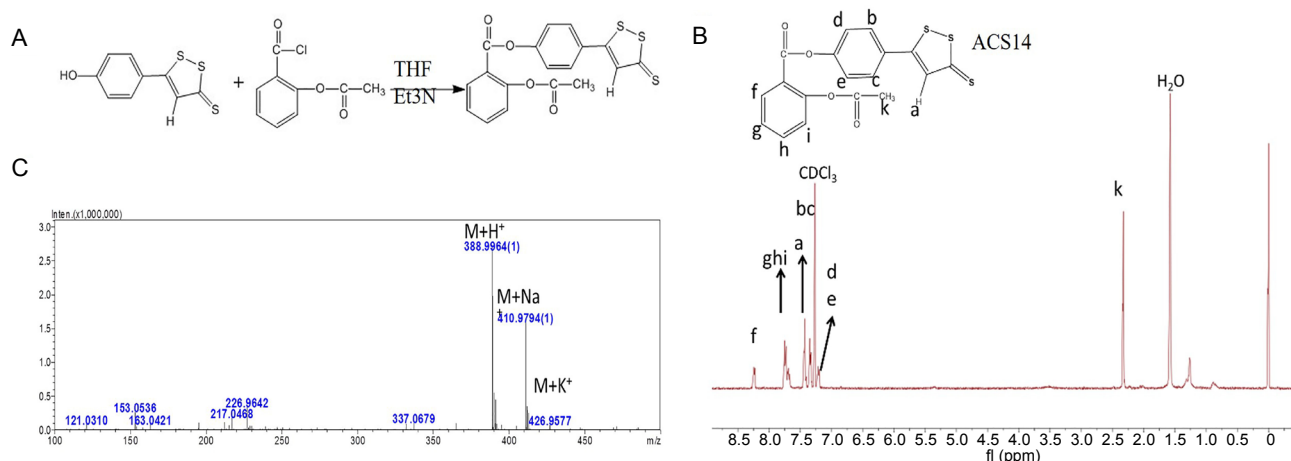 A
HO
S
S
S
H
+
O
C
Cl
O
C
CH3
O
THF
Et3N
O
C
O
S
S
S
H
O
C
CH3
O
B
d
b
S
S
ACS14
O
C
O
S
e
c
H
a
f
O
C
CH3
k
O
g
i
h
H2O
CDCl3
k
bc
a
ghi
d
e
f
8.5 8.0 7.5 7.0 6.5 6.0 5.5 5.0 4.5 4.0 3.5 3.0 2.5 2.0 1.5 1.0 0.5 0
fl (ppm)
C
Inten.(x1,000,000)
3.0
2.5
2.0
1.5
1.0
0.5
0.0
M+H+
388.9964(1)
M+Na
+
410.9794(1)
M+K+
426.9577
121.0310
153.0536
163.0421
217.0468
226.9642
337.0679
100 150 200 250 300 350 400 450 m/z